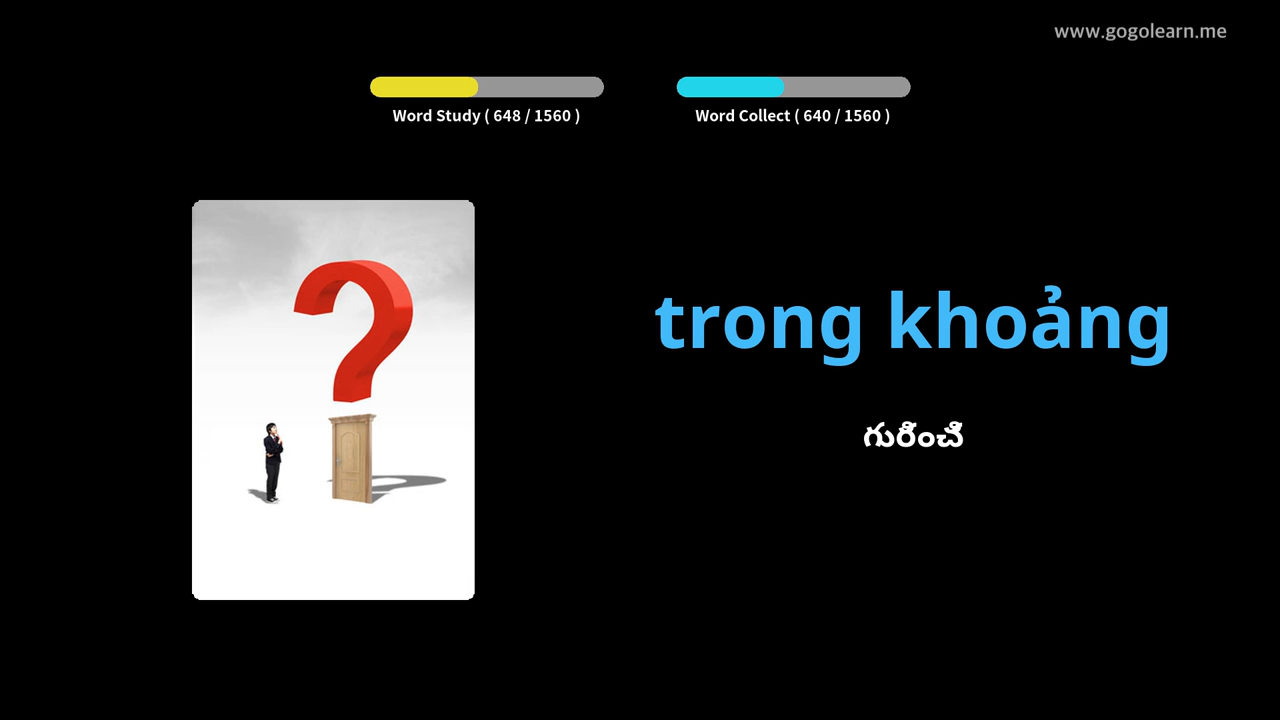 www.gogolearn.me
Word Study ( 648 / 1560 )
Word Collect ( 640 / 1560 )
trong khoảng
గురించి